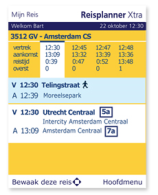 Mijn Reis Reisplanner Xtra
Welkom Bart 22 oktober 12:30
3512 GV - Amsterdam CS
vertrek 12:30 12:45 12:47 12:48
aankomst 13:09 13:32 13:39 13:36
reistijd 0:39 0:47 0:52 0:48
overst 0 0 0 1
V 12:30 Telingstraat
A 12:39 Moreelsepark
V 12:30 Utrecht Centraal 5a
Intercity Amsterdam Centraal
A 13:09 Amsterdam Centraal 7a
Bewaak deze reis Hoofdmenu